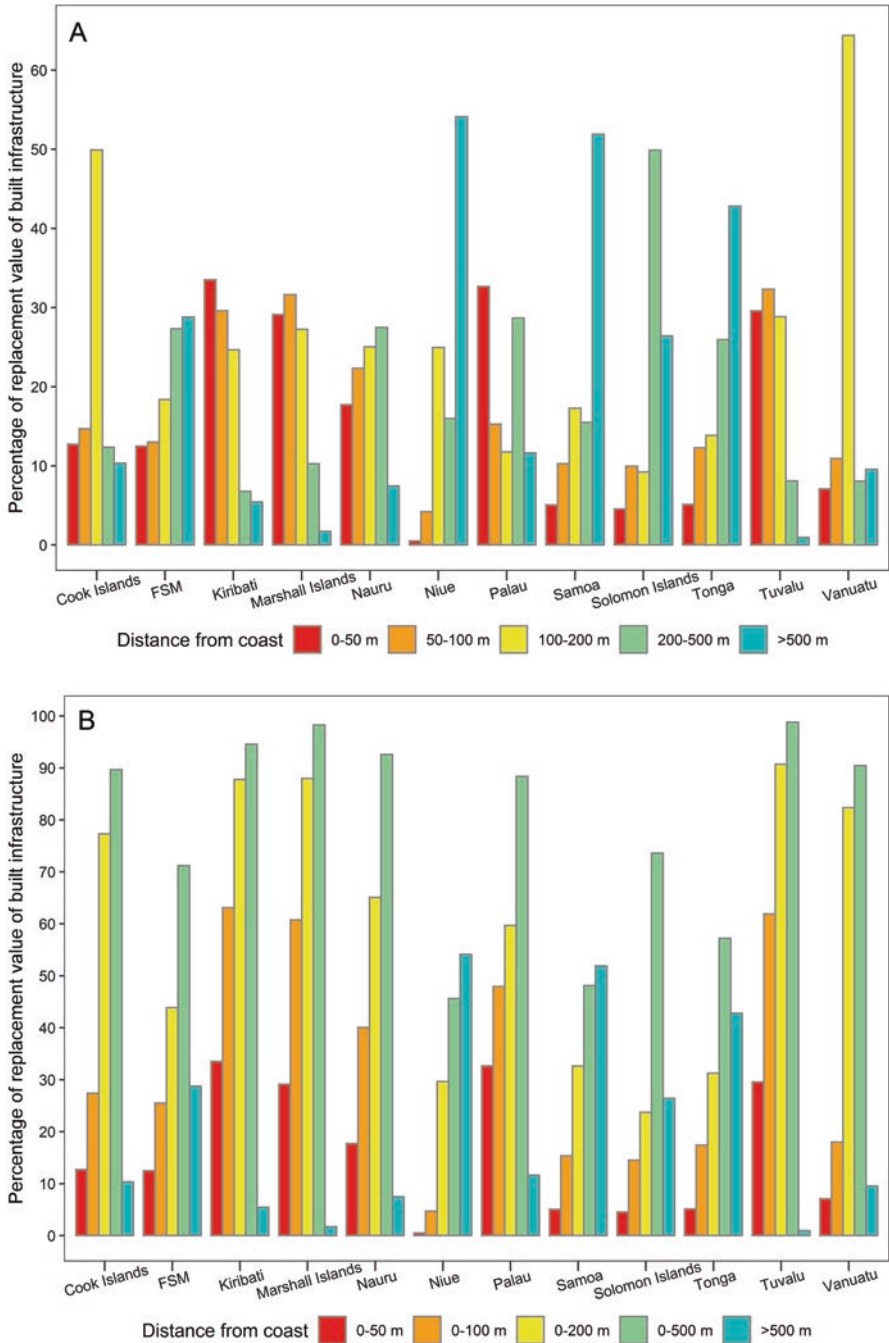 A
Percentage of replacement value of built infrastructure
60
50
40
30
20
10
0
Cook Islands FSM Kiribati Marshall Islands Nauru Niue Palau Samoa Solomon Islands Tonga Tuvalu Vanuatu
Distance from coast 0-50 m 50-100 m 100-200 m 200-500 m >500 m
B
Percentage of replacement value of built infrastructure
100
90
80
70
60
50
40
30
20
10
0
Cook Islands FSM Kiribati Marshall Islands Nauru Niue Palau Samoa Solomon Islands Tonga Tuvalu Vanuatu
Distance from coast 0-50 m 0-100 m 0-200 m 0-500 m >500 m